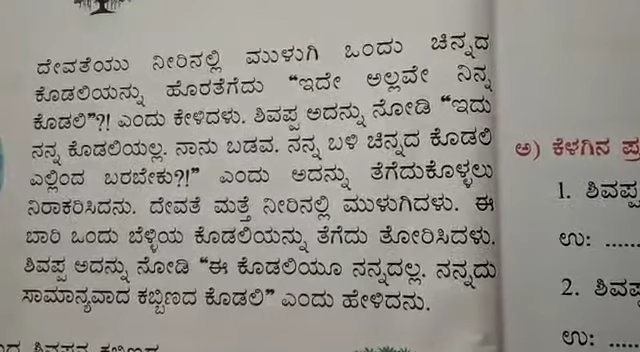 ದೇವತೆಯು ನೀರಿನಲ್ಲಿ ಮುಳುಗಿ ಒಂದು ಚಿನ್ನದ
ಕೊಡಲಿಯನ್ನು ಹೊರತೆಗೆದು “ಇದೇ ಅಲ್ಲವೇ ನಿನ್ನ
ಕೊಡಲಿ”?! ಎಂದು ಕೇಳಿದಳು. ಶಿವಪ್ಪ ಅದನ್ನು ನೋಡಿ “ಇದು
ನನ್ನ ಕೊಡಲಿಯಲ್ಲ. ನಾನು ಬಡವ. ನನ್ನ ಬಳಿ ಚಿನ್ನದ ಕೊಡಲಿ
ಎಲ್ಲಿಂದ ಬರಬೇಕು?!” ಎಂದು ಅದನ್ನು ತೆಗೆದುಕೊಳ್ಳಲು
ನಿರಾಕರಿಸಿದನು. ದೇವತೆ ಮತ್ತೆ ನೀರಿನಲ್ಲಿ ಮುಳುಗಿದಳು. ಈ
ಬಾರಿ ಒಂದು ಬೆಳ್ಳಿಯ ಕೊಡಲಿಯನ್ನು ತೆಗೆದು ತೋರಿಸಿದಳು.
ಶಿವಪ್ಪ ಅದನ್ನು ನೋಡಿ “ಈ ಕೊಡಲಿಯೂ ನನ್ನದಲ್ಲ. ನನ್ನದು
ಸಾಮಾನ್ಯವಾದ ಕಬ್ಬಿಣದ ಕೊಡಲಿ” ಎಂದು ಹೇಳಿದನು.
ಅ) ಕೆಳಗಿನ ಪ್ರ
1. ಶಿವಪ್ಪ
ಉ: ......
2. ಶಿವಪ್ಪ
ಉ: ......